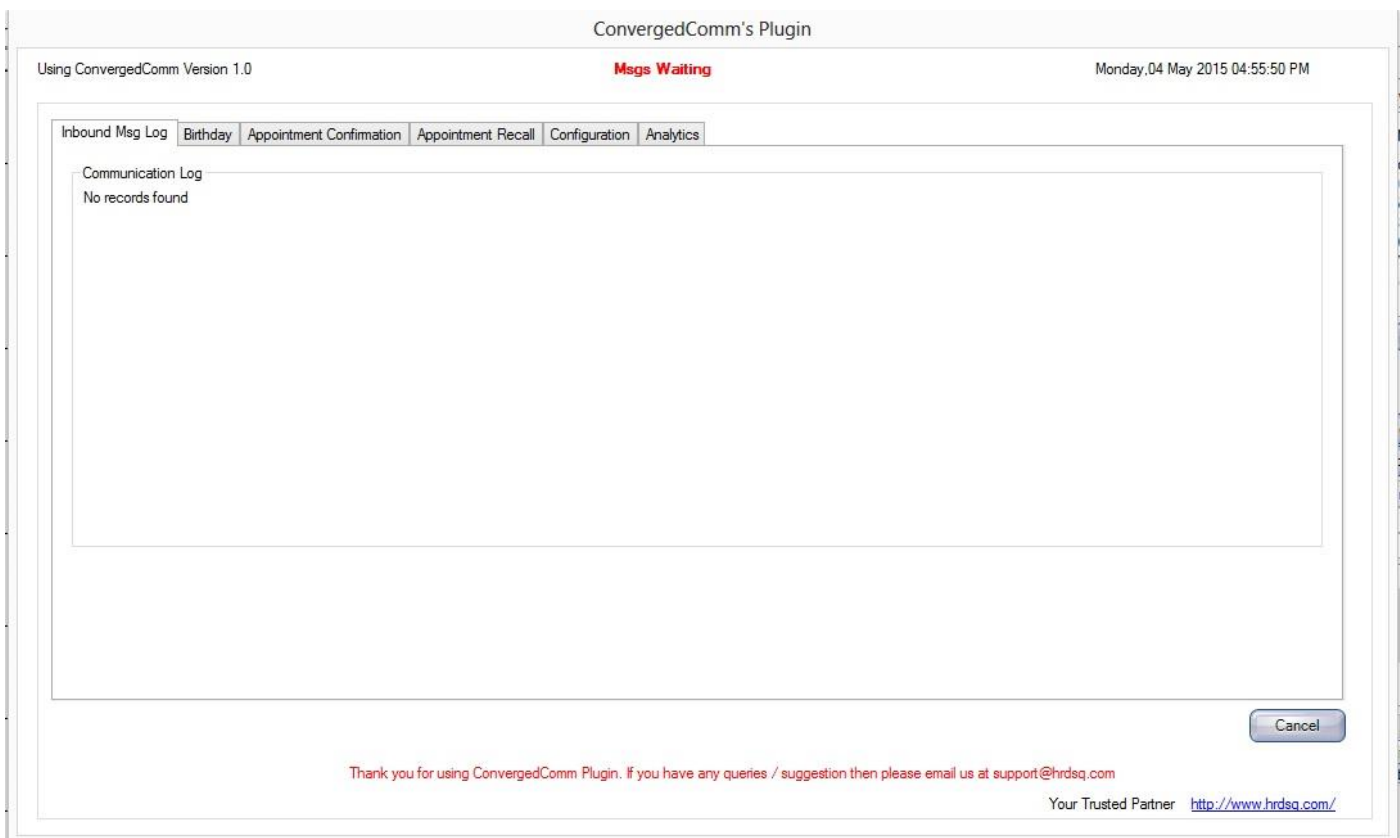 ConvergedComm's Plugin
Using ConvergedComm Version 1.0 Msgs Waiting Monday,04 May 2015 04:55:50 PM
Inbound Msg Log Birthday Appointment Confirmation Appointment Recall Configuration Analytics
Communication Log
No records found
Cancel
Thank you for using ConvergedComm Plugin. If you have any queries / suggestion then please email us at support@hrdsq.com
Your Trusted Partner http://www.hrdsq.com/